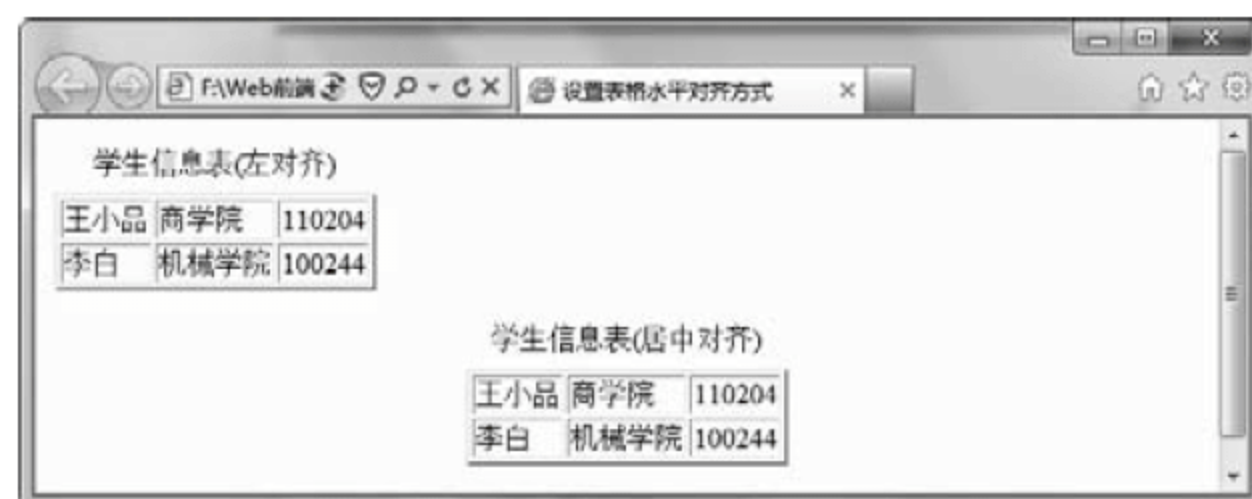 F:\Web前端
设置表格水平对齐方式
学生信息表(左对齐)
王小品 商学院 110204
李白 机械学院 100244
学生信息表(居中对齐)
王小品 商学院 110204
李白 机械学院 100244